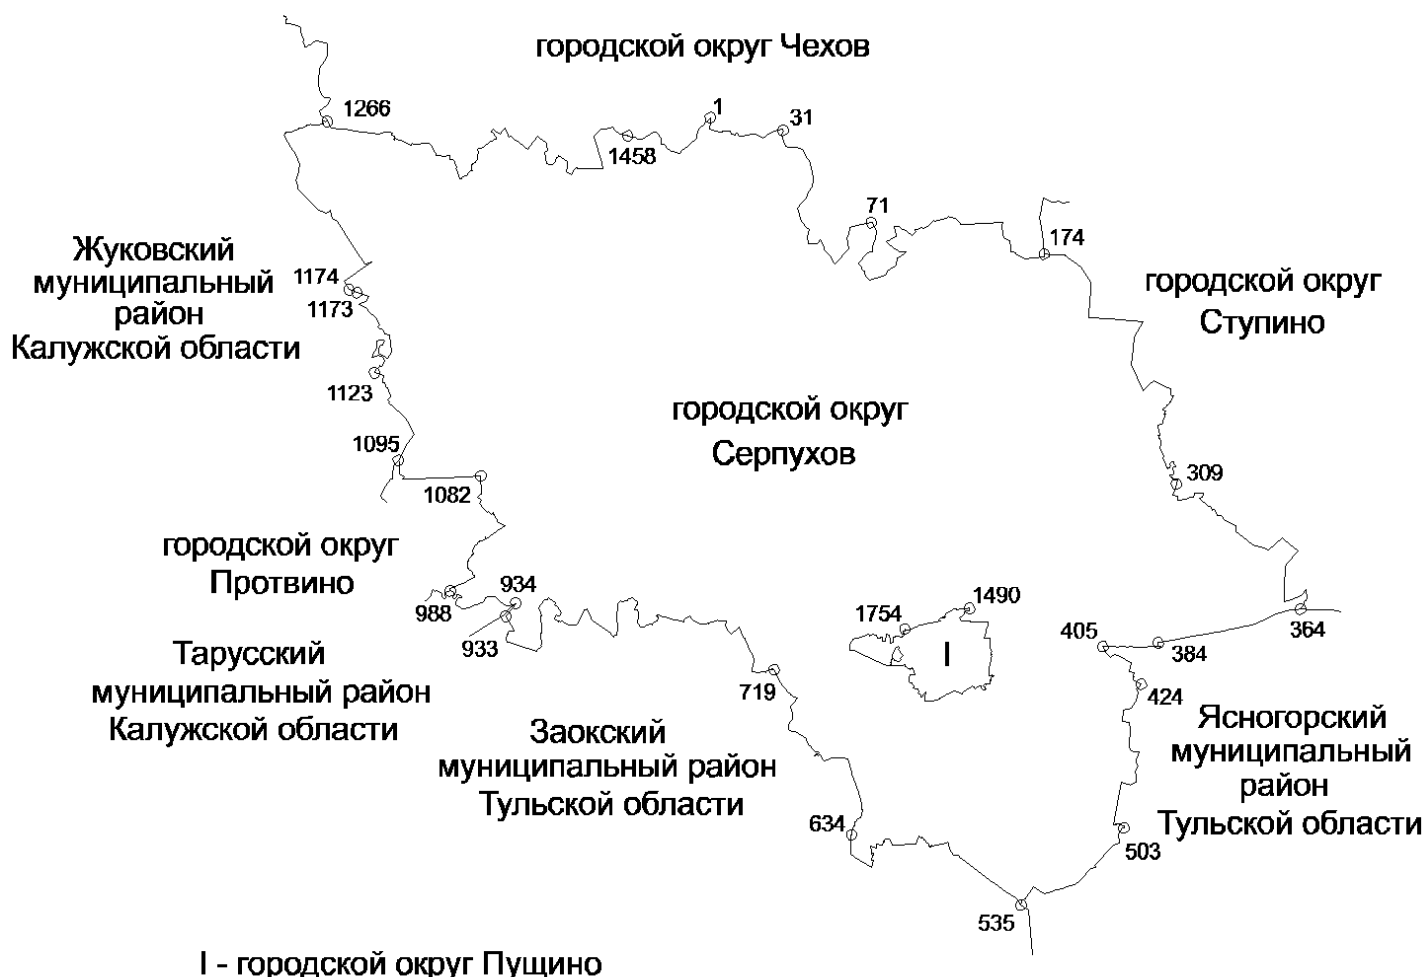 городской округ Чехов
1266
1
31
1458
71
174
Жуковский
муниципальный
район
Калужской области
1174
1173
городской округ
Ступино
1123
городской округ
Серпухов
1095
1082
309
городской округ
Протвино
988
934
933
1754
1490
I
405
384
364
Тарусский
муниципальный район
Калужской области
719
424
Заокский
муниципальный район
Тульской области
Ясногорский
муниципальный
район
Тульской области
634
503
535
I - городской округ Пущино